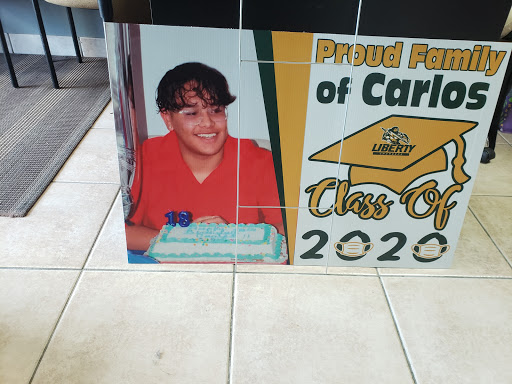 Proud Family
of Carlos
LIBERTY
Class Of
2020
18